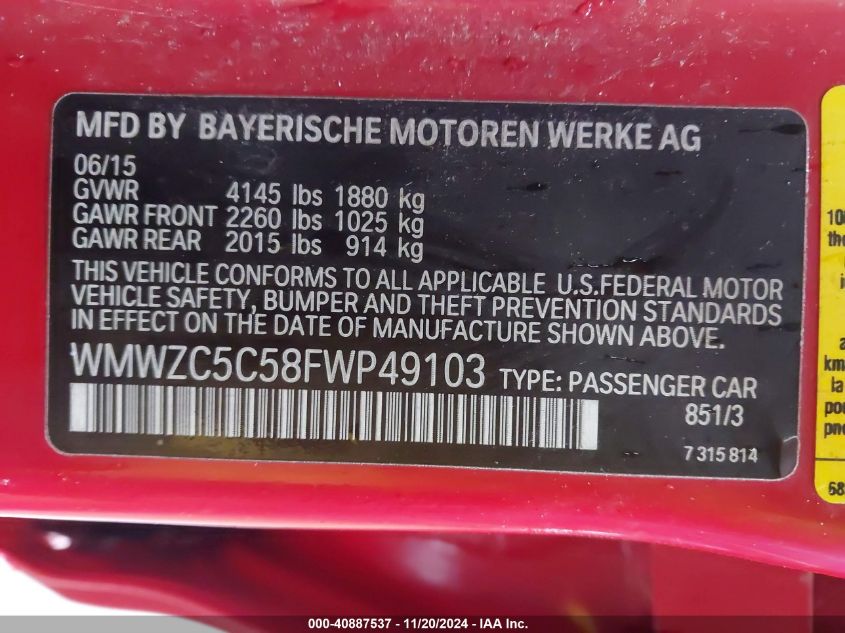 MFD BY BAYERISCHE MOTOREN WERKE AG
06/15
GVWR 4145 lbs 1880 kg
GAWR FRONT 2260 lbs 1025 kg
GAWR REAR 2015 lbs 914 kg
THIS VEHICLE CONFORMS TO ALL APPLICABLE U.S.FEDERAL MOTOR
VEHICLE SAFETY, BUMPER AND THEFT PREVENTION STANDARDS
IN EFFECT ON THE DATE OF MANUFACTURE SHOWN ABOVE.
WMWZC5C58FWP49103 TYPE: PASSENGER CAR
851/3
7 315 814
km
la
000-40887537 - 11/20/2024 - IAA Inc.